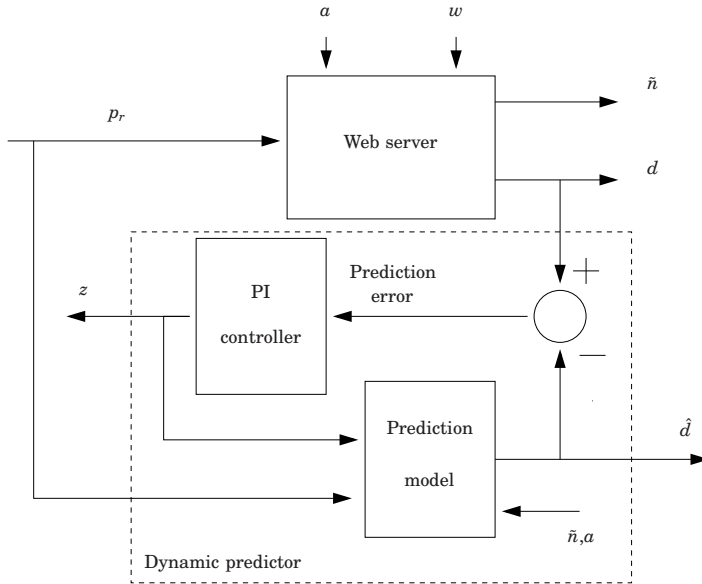 a
w
ñ
p_r
Web server
d
Prediction
error
+
z
PI
controller
−
Prediction
model
d̂
ñ,a
Dynamic predictor